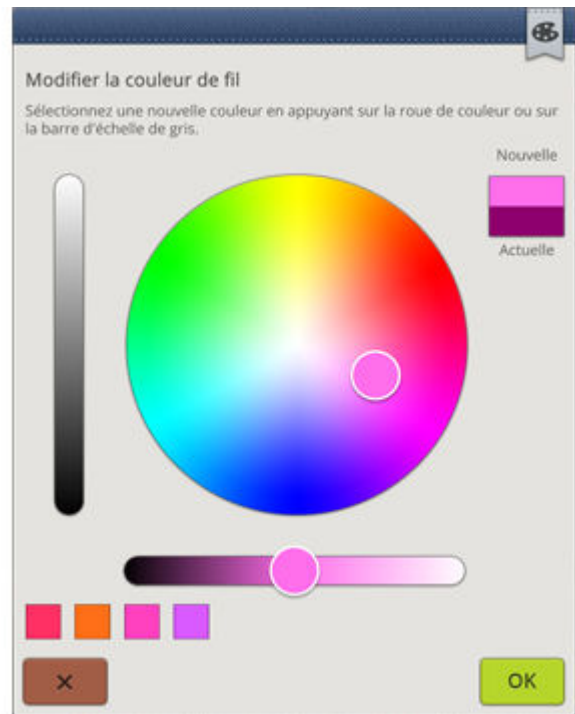 Modifier la couleur de fil
Sélectionnez une nouvelle couleur en appuyant sur la roue de couleur ou sur
la barre d'échelle de gris.
Nouvelle
Actuelle
OK